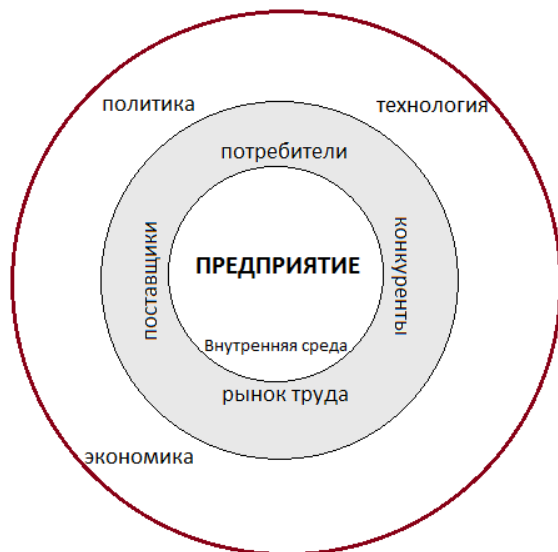 политика
технология
потребители
поставщики
конкуренты
ПРЕДПРИЯТИЕ
Внутренняя среда
рынок труда
экономика